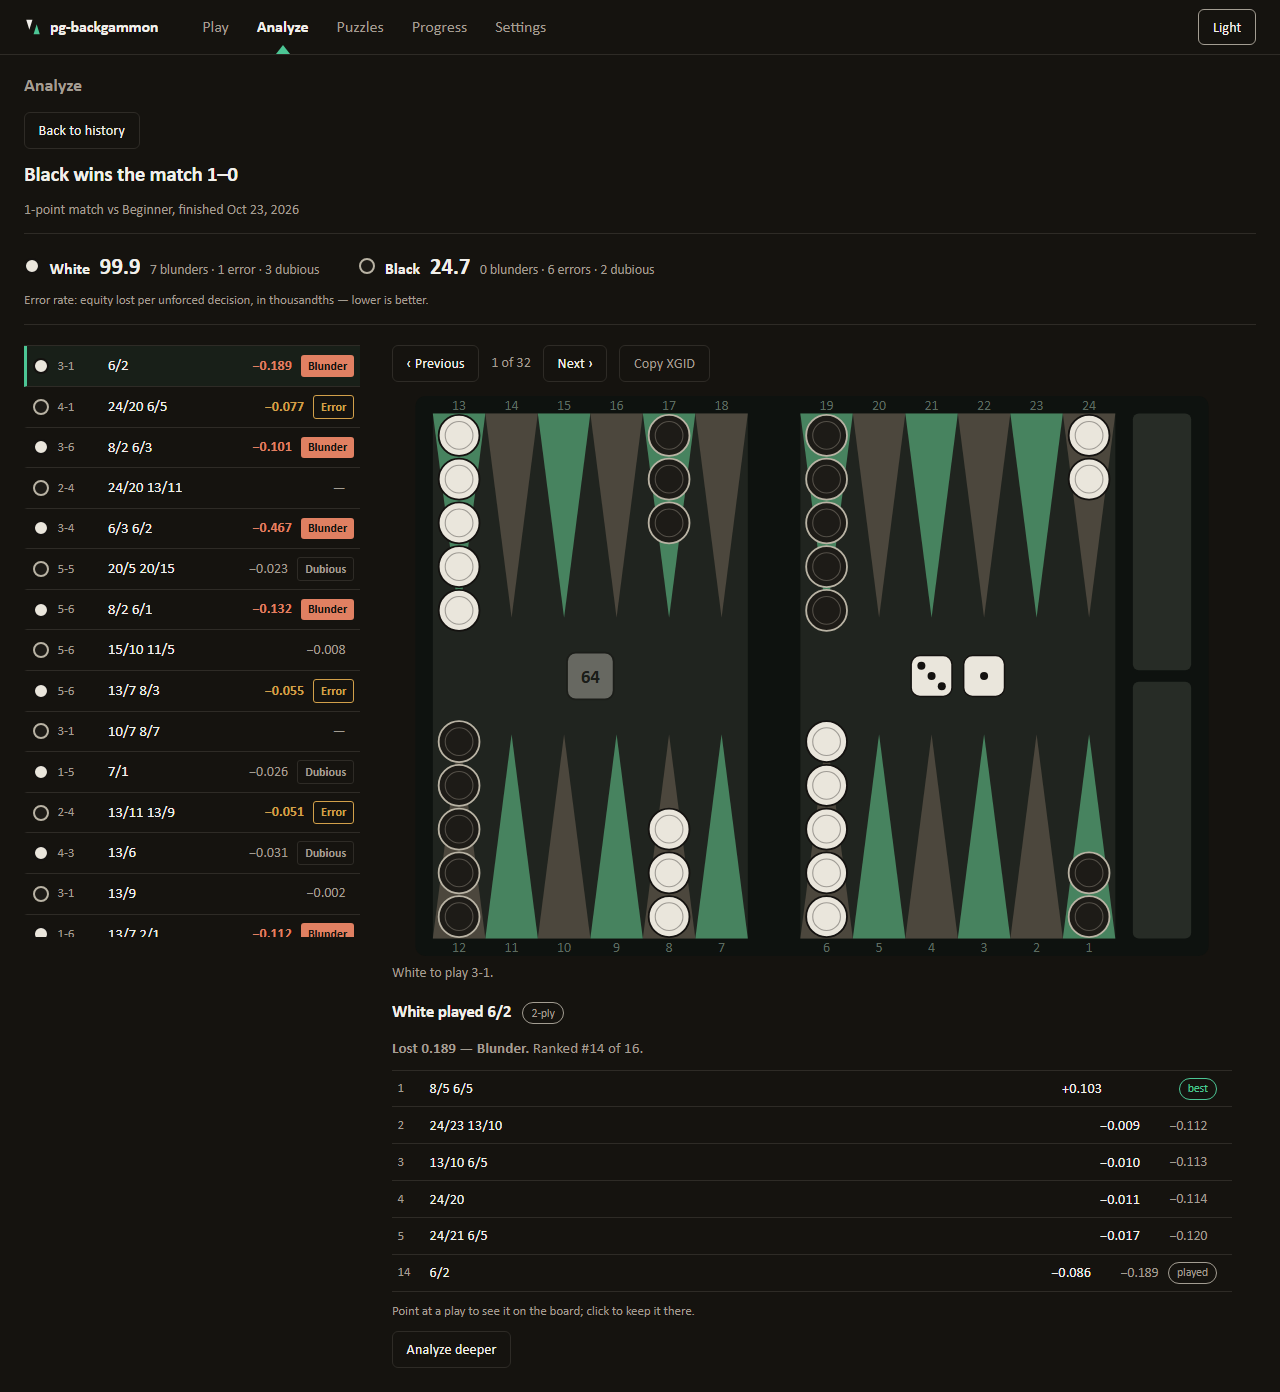 pg-backgammon Play Analyze Puzzles Progress Settings Light
Analyze
Back to history
Black wins the match 1–0
1-point match vs Beginner, finished Oct 23, 2026
White 99.9 7 blunders · 1 error · 3 dubious Black 24.7 0 blunders · 6 errors · 2 dubious
Error rate: equity lost per unforced decision, in thousandths — lower is better.
3-1 6/2 −0.189 Blunder
4-1 24/20 6/5 −0.077 Error
3-6 8/2 6/3 −0.101 Blunder
2-4 24/20 13/11 —
3-4 6/3 6/2 −0.467 Blunder
5-5 20/5 20/15 −0.023 Dubious
5-6 8/2 6/1 −0.132 Blunder
5-6 15/10 11/5 −0.008
5-6 13/7 8/3 −0.055 Error
3-1 10/7 8/7 —
1-5 7/1 −0.026 Dubious
2-4 13/11 13/9 −0.051 Error
4-3 13/6 −0.031 Dubious
3-1 13/9 −0.002
1-6 13/7 2/1 −0.112 Blunder
‹ Previous 1 of 32 Next › Copy XGID
13 14 15 16 17 18 19 20 21 22 23 24
64
12 11 10 9 8 7 6 5 4 3 2 1
White to play 3-1.
White played 6/2 2-ply
Lost 0.189 — Blunder. Ranked #14 of 16.
1 8/5 6/5 +0.103 best
2 24/23 13/10 −0.009 −0.112
3 13/10 6/5 −0.010 −0.113
4 24/20 −0.011 −0.114
5 24/21 6/5 −0.017 −0.120
14 6/2 −0.086 −0.189 played
Point at a play to see it on the board; click to keep it there.
Analyze deeper